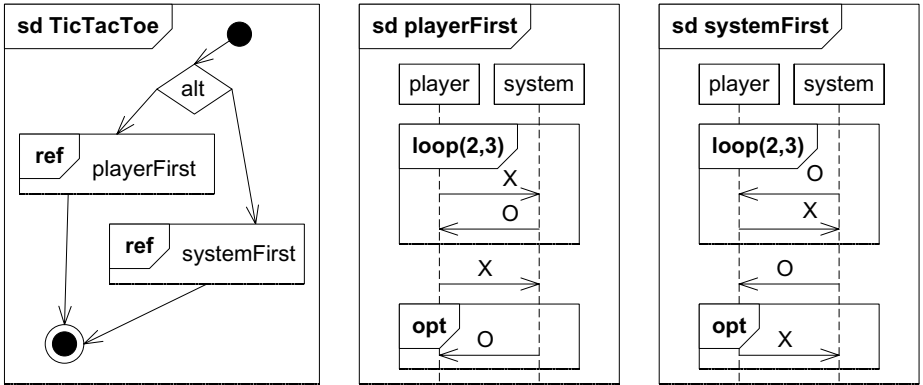 sd TicTacToe
alt
ref
playerFirst
ref
systemFirst
sd playerFirst
player system
loop(2,3)
X
O
X
opt
O
sd systemFirst
player system
loop(2,3)
O
X
O
opt
X